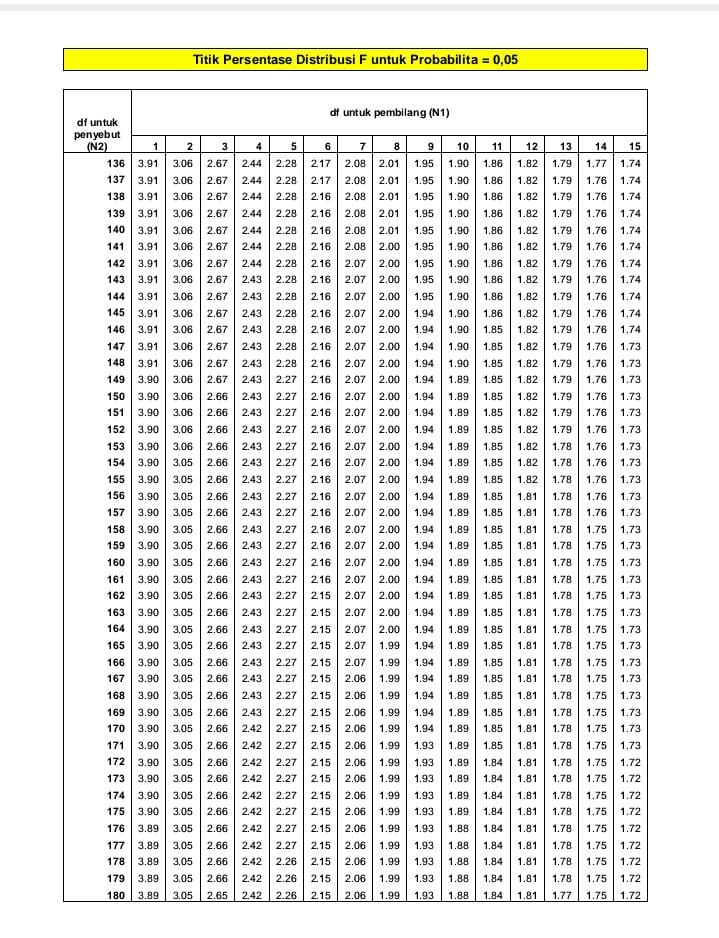 Titik Persentase Distribusi F untuk Probabilita = 0,05
df untuk penyebut (N2)
df untuk pembilang (N1)
1 2 3 4 5 6 7 8 9 10 11 12 13 14 15
136 3.91 3.06 2.67 2.44 2.28 2.17 2.08 2.01 1.95 1.90 1.86 1.82 1.79 1.77 1.74
137 3.91 3.06 2.67 2.44 2.28 2.17 2.08 2.01 1.95 1.90 1.86 1.82 1.79 1.76 1.74
138 3.91 3.06 2.67 2.44 2.28 2.16 2.08 2.01 1.95 1.90 1.86 1.82 1.79 1.76 1.74
139 3.91 3.06 2.67 2.44 2.28 2.16 2.08 2.01 1.95 1.90 1.86 1.82 1.79 1.76 1.74
140 3.91 3.06 2.67 2.44 2.28 2.16 2.08 2.01 1.95 1.90 1.86 1.82 1.79 1.76 1.74
141 3.91 3.06 2.67 2.44 2.28 2.16 2.08 2.00 1.95 1.90 1.86 1.82 1.79 1.76 1.74
142 3.91 3.06 2.67 2.44 2.28 2.16 2.07 2.00 1.95 1.90 1.86 1.82 1.79 1.76 1.74
143 3.91 3.06 2.67 2.43 2.28 2.16 2.07 2.00 1.95 1.90 1.86 1.82 1.79 1.76 1.74
144 3.91 3.06 2.67 2.43 2.28 2.16 2.07 2.00 1.95 1.90 1.86 1.82 1.79 1.76 1.74
145 3.91 3.06 2.67 2.43 2.28 2.16 2.07 2.00 1.94 1.90 1.86 1.82 1.79 1.76 1.74
146 3.91 3.06 2.67 2.43 2.28 2.16 2.07 2.00 1.94 1.90 1.85 1.82 1.79 1.76 1.74
147 3.91 3.06 2.67 2.43 2.28 2.16 2.07 2.00 1.94 1.90 1.85 1.82 1.79 1.76 1.73
148 3.91 3.06 2.67 2.43 2.28 2.16 2.07 2.00 1.94 1.90 1.85 1.82 1.79 1.76 1.73
149 3.90 3.06 2.67 2.43 2.27 2.16 2.07 2.00 1.94 1.89 1.85 1.82 1.79 1.76 1.73
150 3.90 3.06 2.66 2.43 2.27 2.16 2.07 2.00 1.94 1.89 1.85 1.82 1.79 1.76 1.73
151 3.90 3.06 2.66 2.43 2.27 2.16 2.07 2.00 1.94 1.89 1.85 1.82 1.79 1.76 1.73
152 3.90 3.06 2.66 2.43 2.27 2.16 2.07 2.00 1.94 1.89 1.85 1.82 1.79 1.76 1.73
153 3.90 3.06 2.66 2.43 2.27 2.16 2.07 2.00 1.94 1.89 1.85 1.82 1.78 1.76 1.73
154 3.90 3.05 2.66 2.43 2.27 2.16 2.07 2.00 1.94 1.89 1.85 1.82 1.78 1.76 1.73
155 3.90 3.05 2.66 2.43 2.27 2.16 2.07 2.00 1.94 1.89 1.85 1.82 1.78 1.76 1.73
156 3.90 3.05 2.66 2.43 2.27 2.16 2.07 2.00 1.94 1.89 1.85 1.81 1.78 1.76 1.73
157 3.90 3.05 2.66 2.43 2.27 2.16 2.07 2.00 1.94 1.89 1.85 1.81 1.78 1.76 1.73
158 3.90 3.05 2.66 2.43 2.27 2.16 2.07 2.00 1.94 1.89 1.85 1.81 1.78 1.75 1.73
159 3.90 3.05 2.66 2.43 2.27 2.16 2.07 2.00 1.94 1.89 1.85 1.81 1.78 1.75 1.73
160 3.90 3.05 2.66 2.43 2.27 2.16 2.07 2.00 1.94 1.89 1.85 1.81 1.78 1.75 1.73
161 3.90 3.05 2.66 2.43 2.27 2.16 2.07 2.00 1.94 1.89 1.85 1.81 1.78 1.75 1.73
162 3.90 3.05 2.66 2.43 2.27 2.15 2.07 2.00 1.94 1.89 1.85 1.81 1.78 1.75 1.73
163 3.90 3.05 2.66 2.43 2.27 2.15 2.07 2.00 1.94 1.89 1.85 1.81 1.78 1.75 1.73
164 3.90 3.05 2.66 2.43 2.27 2.15 2.07 2.00 1.94 1.89 1.85 1.81 1.78 1.75 1.73
165 3.90 3.05 2.66 2.43 2.27 2.15 2.07 1.99 1.94 1.89 1.85 1.81 1.78 1.75 1.73
166 3.90 3.05 2.66 2.43 2.27 2.15 2.07 1.99 1.94 1.89 1.85 1.81 1.78 1.75 1.73
167 3.90 3.05 2.66 2.43 2.27 2.15 2.06 1.99 1.94 1.89 1.85 1.81 1.78 1.75 1.73
168 3.90 3.05 2.66 2.43 2.27 2.15 2.06 1.99 1.94 1.89 1.85 1.81 1.78 1.75 1.73
169 3.90 3.05 2.66 2.43 2.27 2.15 2.06 1.99 1.94 1.89 1.85 1.81 1.78 1.75 1.73
170 3.90 3.05 2.66 2.42 2.27 2.15 2.06 1.99 1.94 1.89 1.85 1.81 1.78 1.75 1.73
171 3.90 3.05 2.66 2.42 2.27 2.15 2.06 1.99 1.93 1.89 1.85 1.81 1.78 1.75 1.73
172 3.90 3.05 2.66 2.42 2.27 2.15 2.06 1.99 1.93 1.89 1.84 1.81 1.78 1.75 1.72
173 3.90 3.05 2.66 2.42 2.27 2.15 2.06 1.99 1.93 1.89 1.84 1.81 1.78 1.75 1.72
174 3.90 3.05 2.66 2.42 2.27 2.15 2.06 1.99 1.93 1.89 1.84 1.81 1.78 1.75 1.72
175 3.90 3.05 2.66 2.42 2.27 2.15 2.06 1.99 1.93 1.89 1.84 1.81 1.78 1.75 1.72
176 3.89 3.05 2.66 2.42 2.27 2.15 2.06 1.99 1.93 1.88 1.84 1.81 1.78 1.75 1.72
177 3.89 3.05 2.66 2.42 2.27 2.15 2.06 1.99 1.93 1.88 1.84 1.81 1.78 1.75 1.72
178 3.89 3.05 2.66 2.42 2.26 2.15 2.06 1.99 1.93 1.88 1.84 1.81 1.78 1.75 1.72
179 3.89 3.05 2.66 2.42 2.26 2.15 2.06 1.99 1.93 1.88 1.84 1.81 1.78 1.75 1.72
180 3.89 3.05 2.65 2.42 2.26 2.15 2.06 1.99 1.93 1.88 1.84 1.81 1.77 1.75 1.72